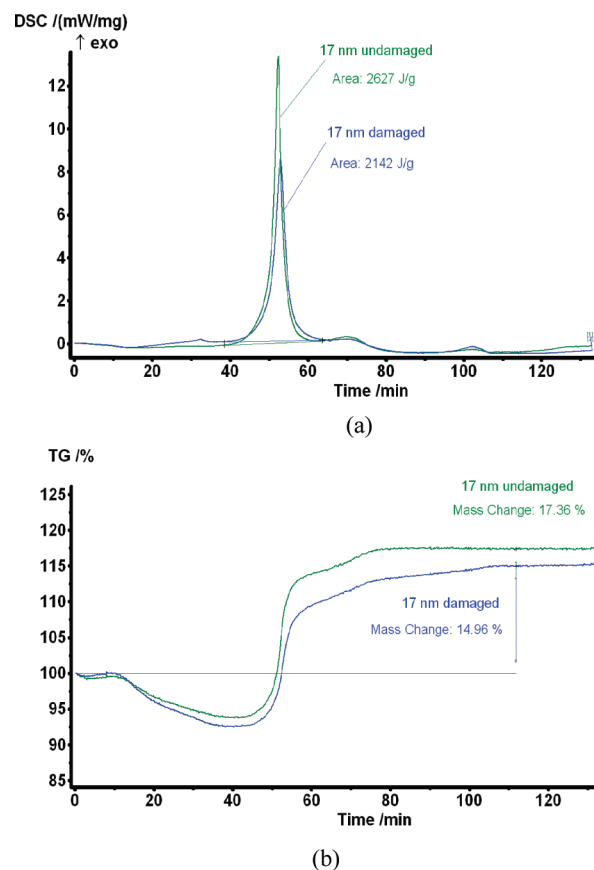 DSC /(mW/mg)
↑ exo
17 nm undamaged
Area: 2627 J/g
17 nm damaged
Area: 2142 J/g
12
10
8
6
4
2
0
0 20 40 60 80 100 120
Time /min
(a)
TG /%
17 nm undamaged
Mass Change: 17.36 %
17 nm damaged
Mass Change: 14.96 %
125
120
115
110
105
100
95
90
85
0 20 40 60 80 100 120
Time /min
(b)